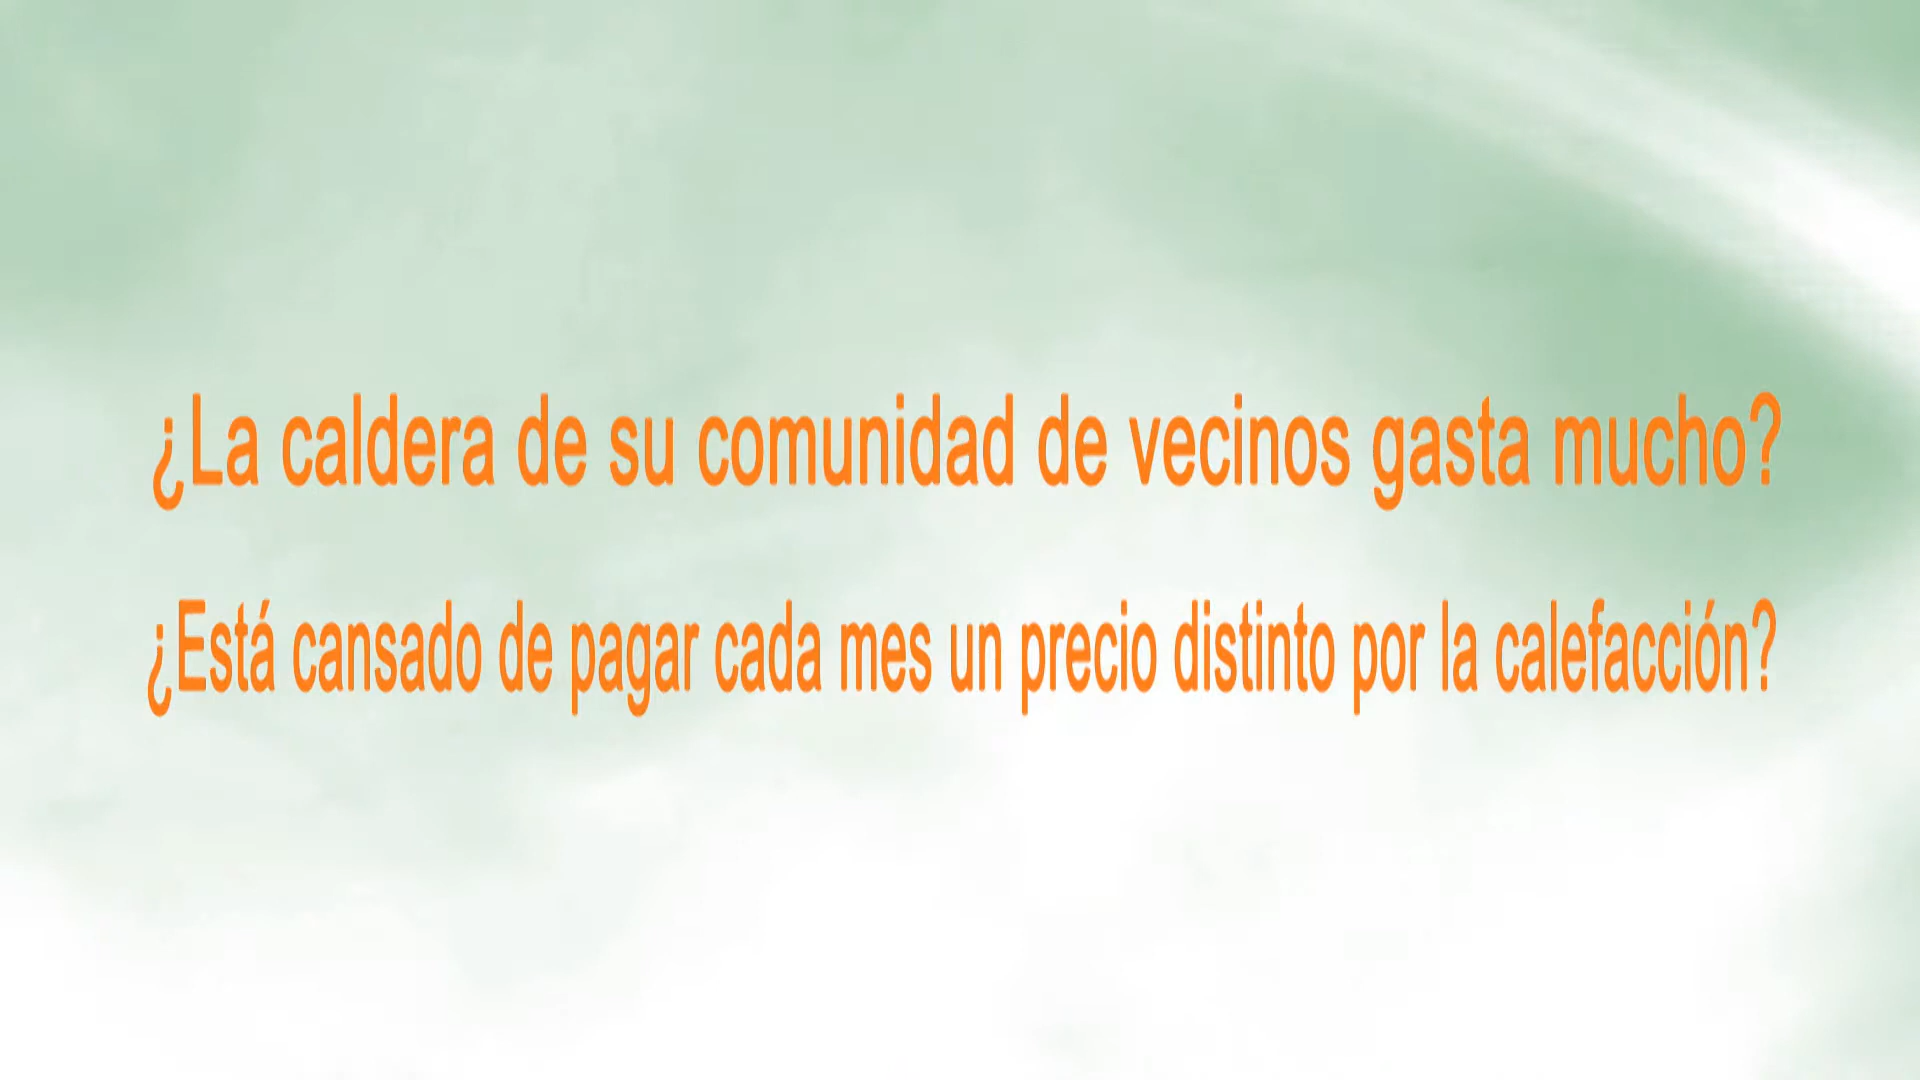 ¿La caldera de su comunidad de vecinos gasta mucho?
¿Está cansado de pagar cada mes un precio distinto por la calefacción?